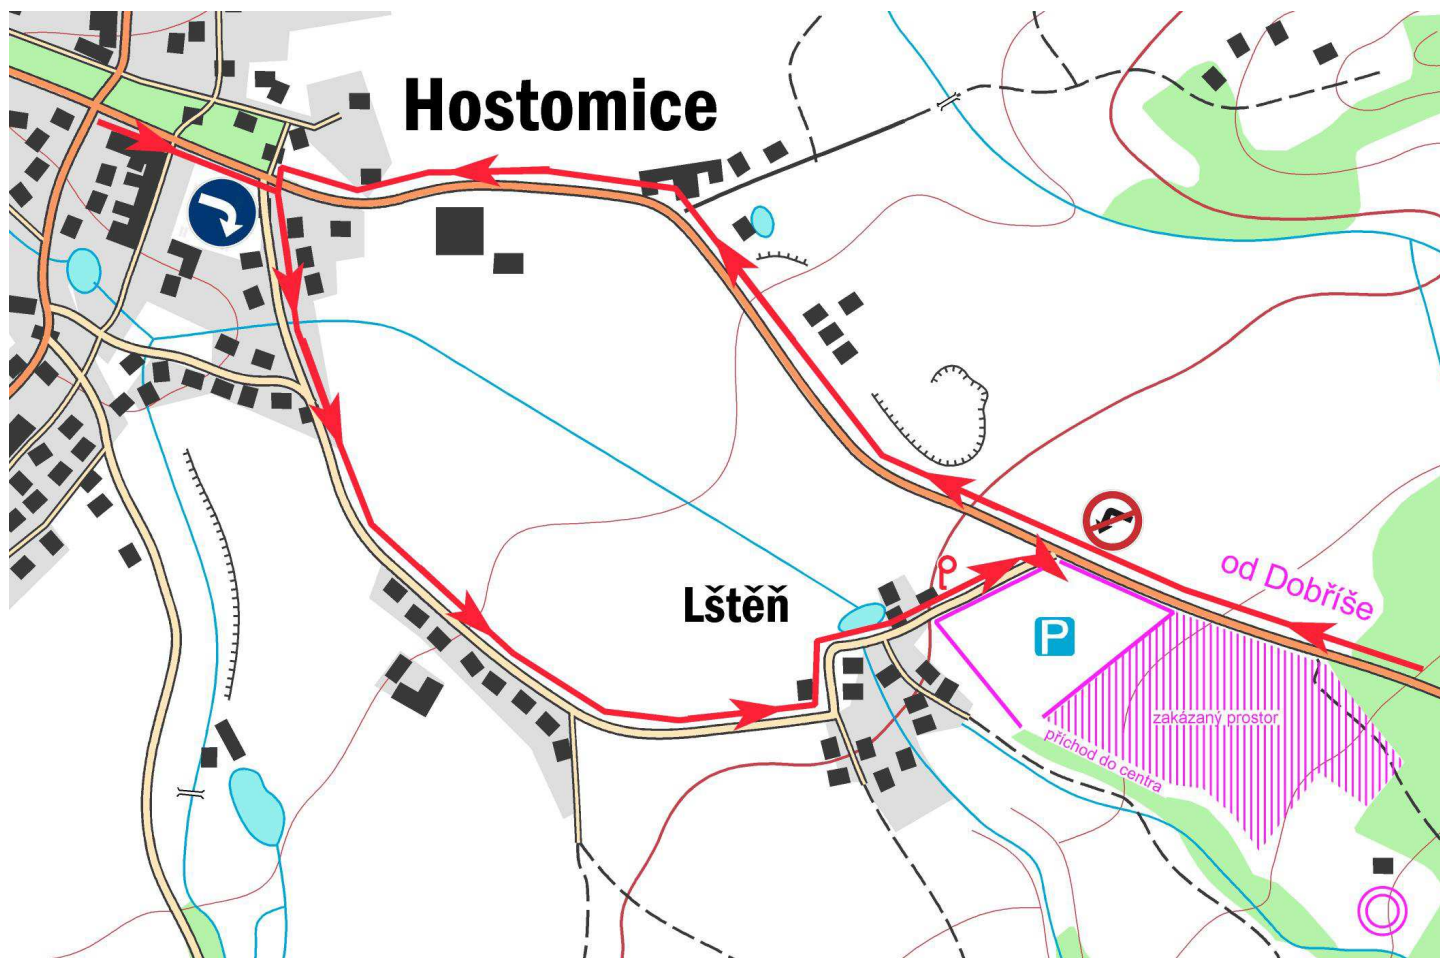 Hostomice
od Dobříše
Lštěň
P
zakázaný prostor
příchod do centra